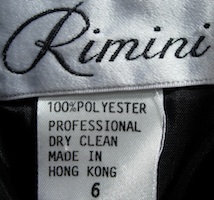 Rimini
100%POLYESTER
PROFESSIONAL
DRY CLEAN
MADE IN
HONG KONG
6